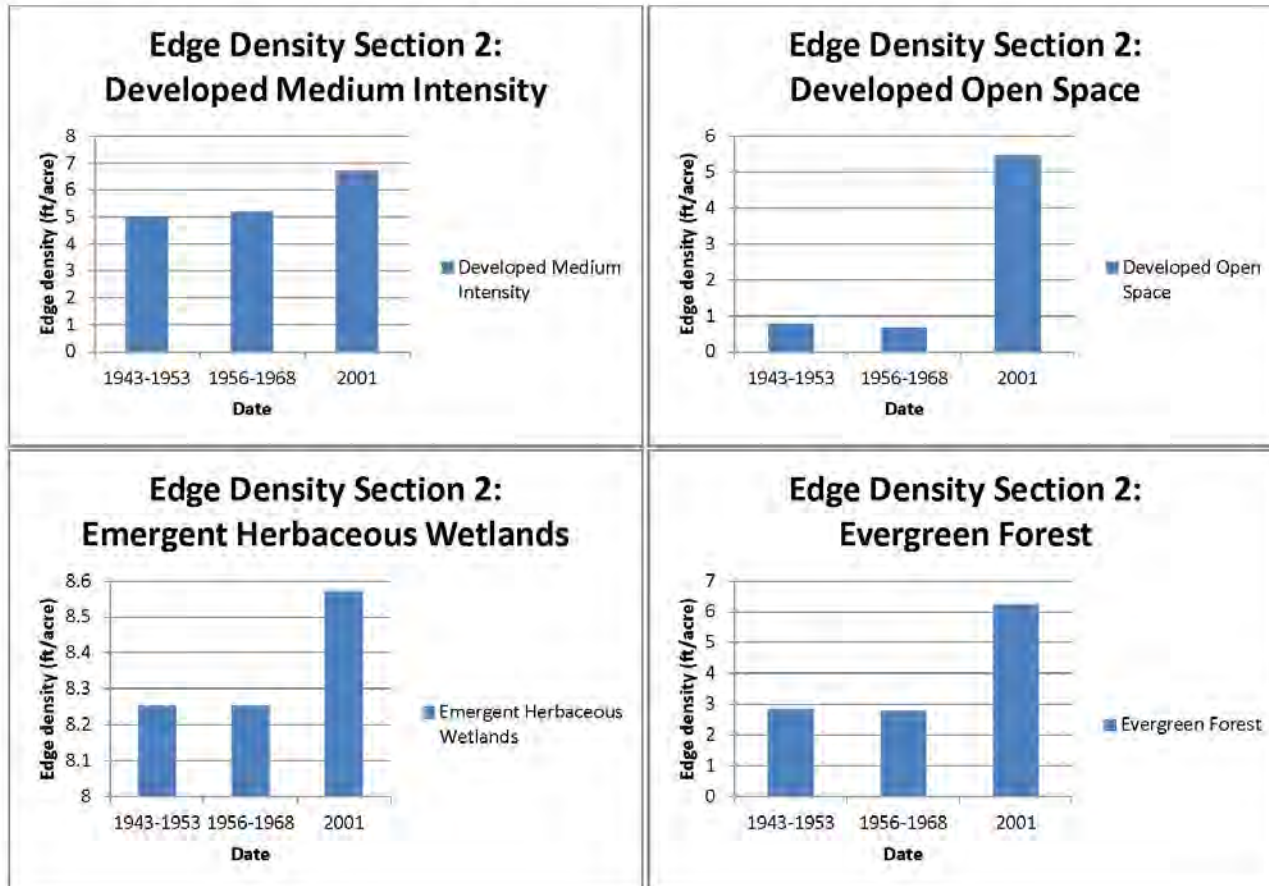 Edge Density Section 2:
Developed Medium Intensity
Edge density (ft/acre)
8
7
6
5
4
3
2
1
0
1943-1953 1956-1968 2001
Date
Developed Medium
Intensity
Edge Density Section 2:
Developed Open Space
Edge density (ft/acre)
6
5
4
3
2
1
0
1943-1953 1956-1968 2001
Date
Developed Open
Space
Edge Density Section 2:
Emergent Herbaceous Wetlands
Edge density (ft/acre)
8.6
8.5
8.4
8.3
8.2
8.1
8
1943-1953 1956-1968 2001
Date
Emergent Herbaceous
Wetlands
Edge Density Section 2:
Evergreen Forest
Edge density (ft/acre)
7
6
5
4
3
2
1
0
1943-1953 1956-1968 2001
Date
Evergreen Forest